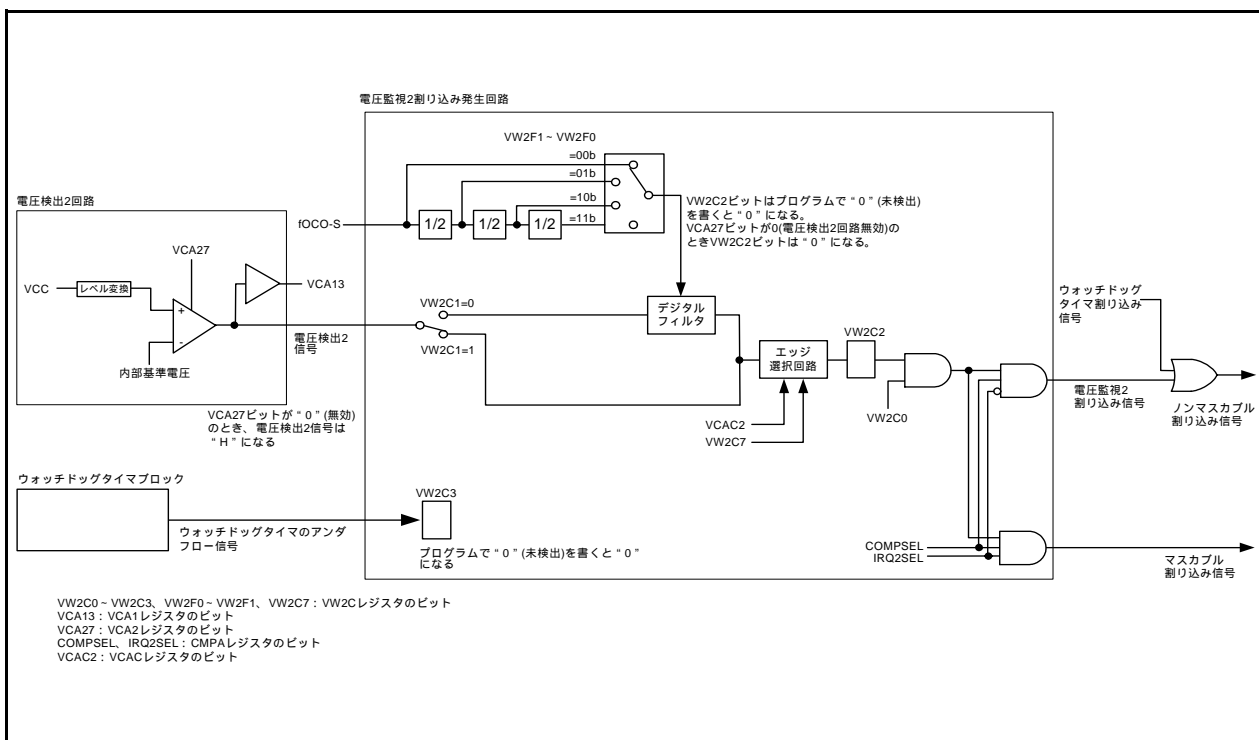 電圧監視2割り込み発生回路
VW2F1~VW2F0
=00b
=01b
=10b
=11b
fOCO-S
1/2
1/2
1/2
VW2C2ビットはプログラムで“0”(未検出)
を書くと“0”になる。
VCA27ビットが0(電圧検出2回路無効)の
ときVW2C2ビットは“0”になる。
電圧検出2回路
VCA27
VCC
レベル変換
+
-
内部基準電圧
VCA13
電圧検出2
信号
VCA27ビットが“0”(無効)
のとき、電圧検出2信号は
“H”になる
VW2C1=0
VW2C1=1
デジタル
フィルタ
エッジ
選択回路
VCAC2
VW2C7
VW2C2
VW2C0
ウォッチドッグ
タイマ割り込み
信号
電圧監視2
割り込み信号
ノンマスカブル
割り込み信号
ウォッチドッグタイマブロック
ウォッチドッグタイマのアンダ
フロー信号
VW2C3
プログラムで“0”(未検出)を書くと“0”
になる
COMPSEL
IRQ2SEL
マスカブル
割り込み信号
VW2C0~VW2C3、VW2F0~VW2F1、VW2C7:VW2Cレジスタのビット
VCA13:VCA1レジスタのビット
VCA27:VCA2レジスタのビット
COMPSEL、IRQ2SEL:CMPAレジスタのビット
VCAC2:VCACレジスタのビット